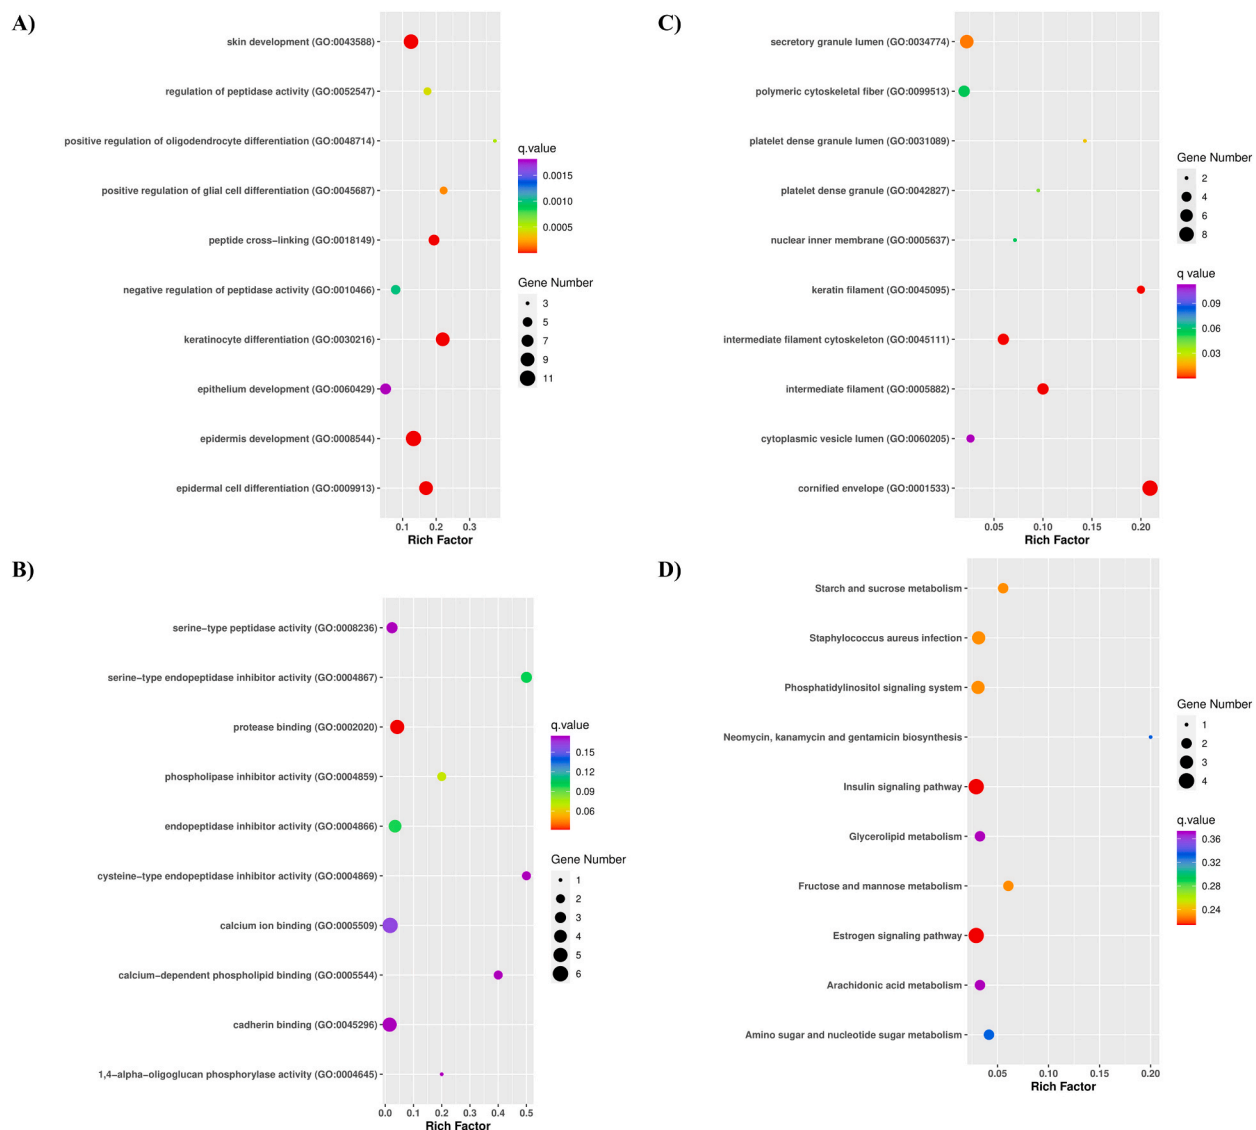 A)
skin development (GO:0043588)
regulation of peptidase activity (GO:0052547)
positive regulation of oligodendrocyte differentiation (GO:0048714)
positive regulation of glial cell differentiation (GO:0045687)
peptide cross−linking (GO:0018149)
negative regulation of peptidase activity (GO:0010466)
keratinocyte differentiation (GO:0030216)
epithelium development (GO:0060429)
epidermis development (GO:0008544)
epidermal cell differentiation (GO:0009913)
0.1 0.2 0.3
Rich Factor
q.value
0.0015
0.0010
0.0005
Gene Number
3
5
7
9
11
C)
secretory granule lumen (GO:0034774)
polymeric cytoskeletal fiber (GO:0099513)
platelet dense granule lumen (GO:0031089)
platelet dense granule (GO:0042827)
nuclear inner membrane (GO:0005637)
keratin filament (GO:0045095)
intermediate filament cytoskeleton (GO:0045111)
intermediate filament (GO:0005882)
cytoplasmic vesicle lumen (GO:0060205)
cornified envelope (GO:0001533)
0.05 0.10 0.15 0.20
Rich Factor
Gene Number
2
4
6
8
q value
0.09
0.06
0.03
B)
serine−type peptidase activity (GO:0008236)
serine−type endopeptidase inhibitor activity (GO:0004867)
protease binding (GO:0002020)
phospholipase inhibitor activity (GO:0004859)
endopeptidase inhibitor activity (GO:0004866)
cysteine−type endopeptidase inhibitor activity (GO:0004869)
calcium ion binding (GO:0005509)
calcium−dependent phospholipid binding (GO:0005544)
cadherin binding (GO:0045296)
1,4−alpha−oligoglucan phosphorylase activity (GO:0004645)
0.0 0.1 0.2 0.3 0.4 0.5
Rich Factor
q.value
0.15
0.12
0.09
0.06
Gene Number
1
2
3
4
5
6
D)
Starch and sucrose metabolism
Staphylococcus aureus infection
Phosphatidylinositol signaling system
Neomycin, kanamycin and gentamicin biosynthesis
Insulin signaling pathway
Glycerolipid metabolism
Fructose and mannose metabolism
Estrogen signaling pathway
Arachidonic acid metabolism
Amino sugar and nucleotide sugar metabolism
0.05 0.10 0.15 0.20
Rich Factor
Gene Number
1
2
3
4
q.value
0.36
0.32
0.28
0.24